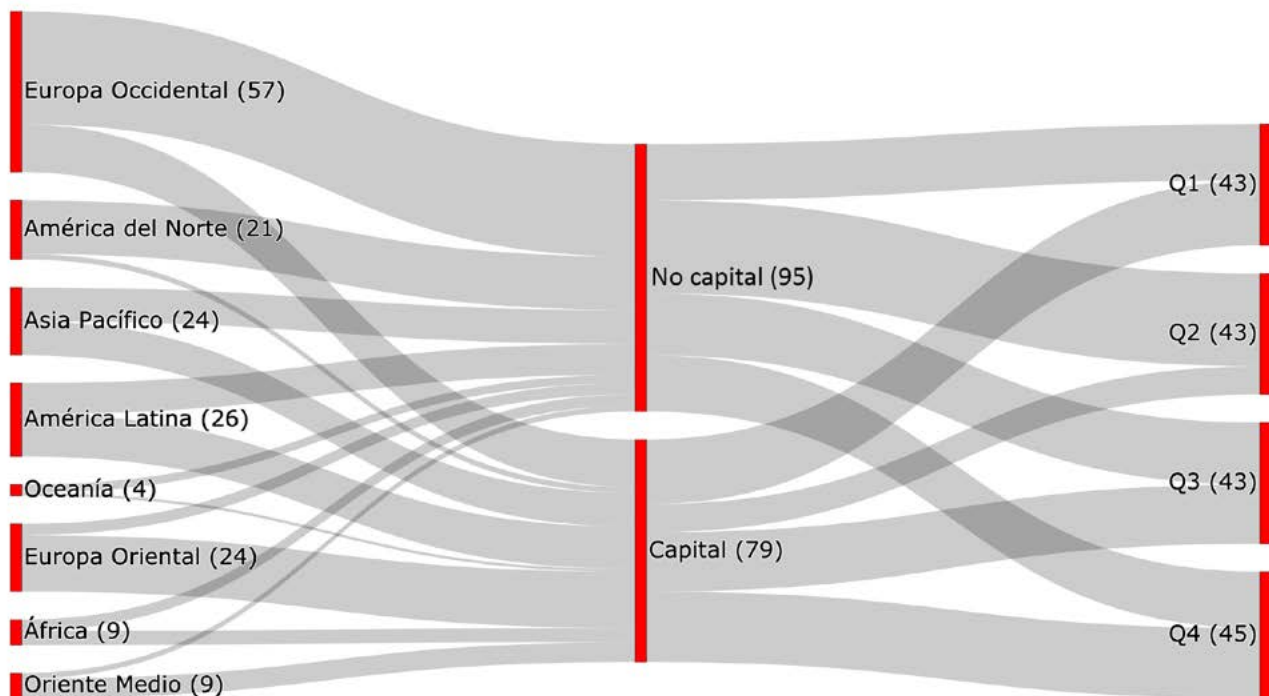 Europa Occidental (57)
América del Norte (21)
Asia Pacífico (24)
América Latina (26)
Oceanía (4)
Europa Oriental (24)
África (9)
Oriente Medio (9)
No capital (95)
Capital (79)
Q1 (43)
Q2 (43)
Q3 (43)
Q4 (45)